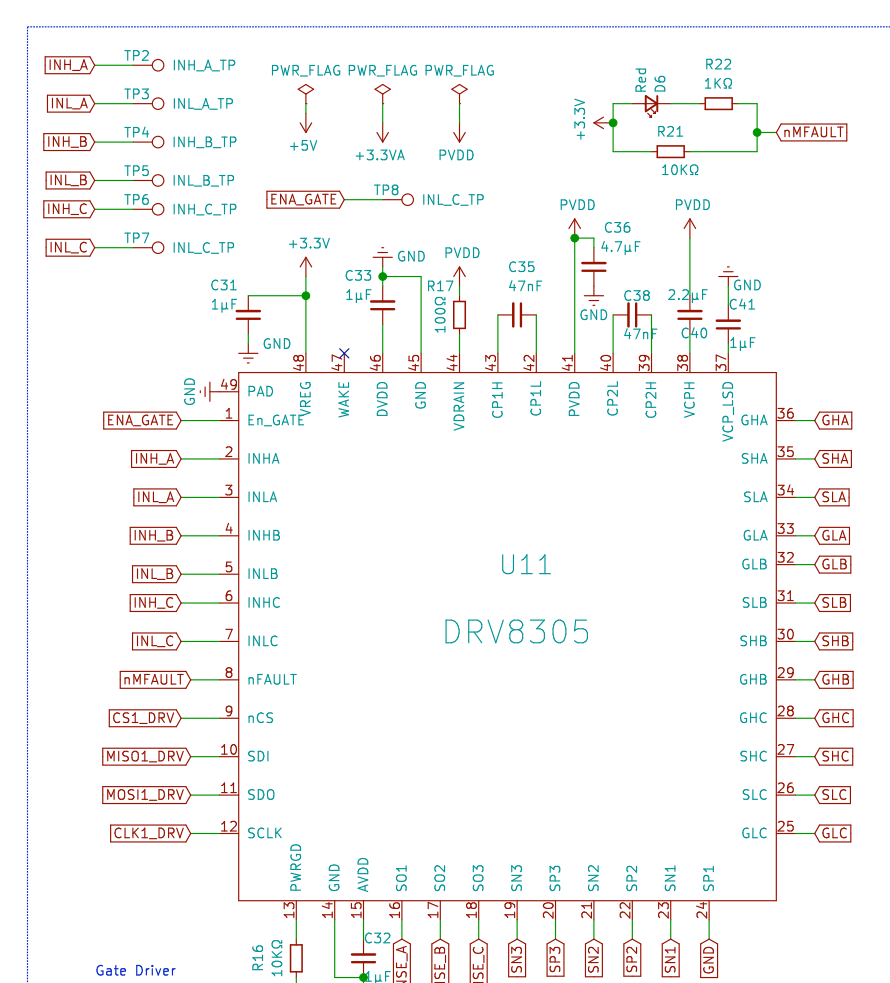 INH_A TP2 INH_A_TP
INL_A TP3 INL_A_TP
INH_B TP4 INH_B_TP
INL_B TP5 INL_B_TP
INH_C TP6 INH_C_TP
INL_C TP7 INL_C_TP
PWR_FLAG PWR_FLAG PWR_FLAG
+5V +3.3VA PVDD
ENA_GATE TP8 INL_C_TP
Red D6
R22
1KΩ
+3.3V
R21
10KΩ
nMFAULT
+3.3V
C31
1µF
GND
C33
1µF
GND
PVDD
R17
100Ω
C35
47nF
PVDD
C36
4.7µF
GND
C38
47nF
PVDD
2.2µF
C40
GND
C41
1µF
48 VREG
47 WAKE
46 DVDD
45 GND
44 VDRAIN
43 CP1H
42 CP1L
41 PVDD
40 CP2L
39 CP2H
38 VCPH
37 VCP_LSD
GND 49 PAD
ENA_GATE 1 En_GATE
INH_A 2 INHA
INL_A 3 INLA
INH_B 4 INHB
INL_B 5 INLB
INH_C 6 INHC
INL_C 7 INLC
nMFAULT 8 nFAULT
CS1_DRV 9 nCS
MISO1_DRV 10 SDI
MOSI1_DRV 11 SDO
CLK1_DRV 12 SCLK
U11
DRV8305
GHA 36 GHA
SHA 35 SHA
SLA 34 SLA
GLA 33 GLA
GLB 32 GLB
SLB 31 SLB
SHB 30 SHB
GHB 29 GHB
GHC 28 GHC
SHC 27 SHC
SLC 26 SLC
GLC 25 GLC
PWRGD 13
GND 14
AVDD 15
SO1 16 NSE_A
SO2 17 NSE_B
SO3 18 NSE_C
SN3 19 SN3
SP3 20 SP3
SN2 21 SN2
SP2 22 SP2
SN1 23 SN1
SP1 24 GND
R16
10KΩ
C32
1µF
Gate Driver